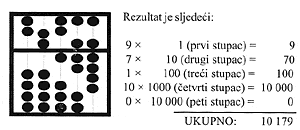 Rezultat je sljedeći:
9 × 1 (prvi stupac) = 9
7 × 10 (drugi stupac) = 70
1 × 100 (treći stupac) = 100
10 × 1000 (četvrti stupac) = 10 000
0 × 10 000 (peti stupac) = 0
UKUPNO: 10 179